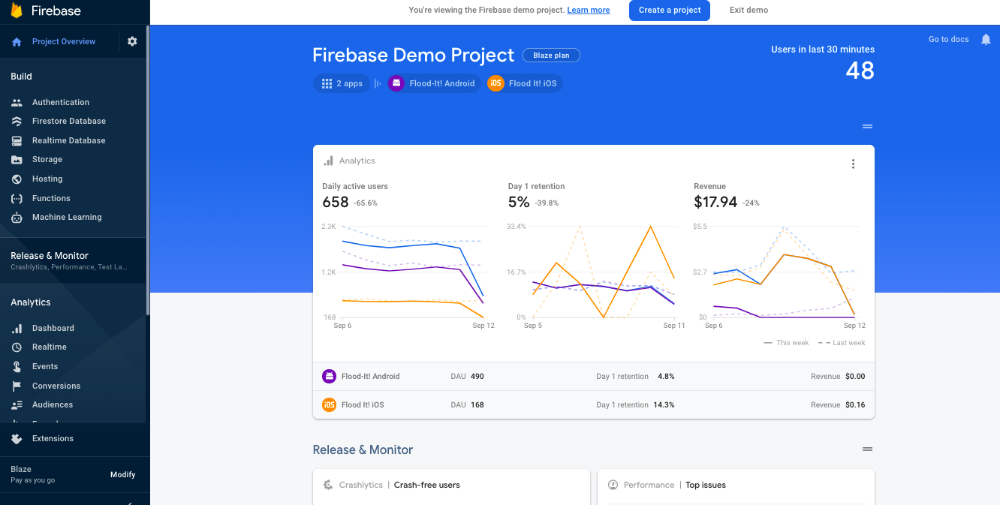 Firebase
You're viewing the Firebase demo project. Learn more
Create a project
Exit demo
Project Overview
Build
Authentication
Firestore Database
Realtime Database
Storage
Hosting
Functions
Machine Learning
Release & Monitor
Crashlytics, Performance, Test La...
Analytics
Dashboard
Realtime
Events
Conversions
Audiences
Extensions
Blaze
Pay as you go
Modify
Go to docs
Firebase Demo Project
Blaze plan
Users in last 30 minutes
48
2 apps
Flood-It! Android
iOS
Flood It! iOS
Analytics
Daily active users
658 -65.6%
2.3K
1.2K
168
Sep 6
Sep 12
Day 1 retention
5% -39.8%
33.4%
16.7%
0%
Sep 5
Sep 11
Revenue
$17.94 -24%
$5.5
$2.7
$0
Sep 6
Sep 12
This week
Last week
Flood-It! Android DAU 490 Day 1 retention 4.8% Revenue $0.00
iOS Flood It! iOS DAU 168 Day 1 retention 14.3% Revenue $0.16
Release & Monitor
Crashlytics | Crash-free users
Performance | Top issues